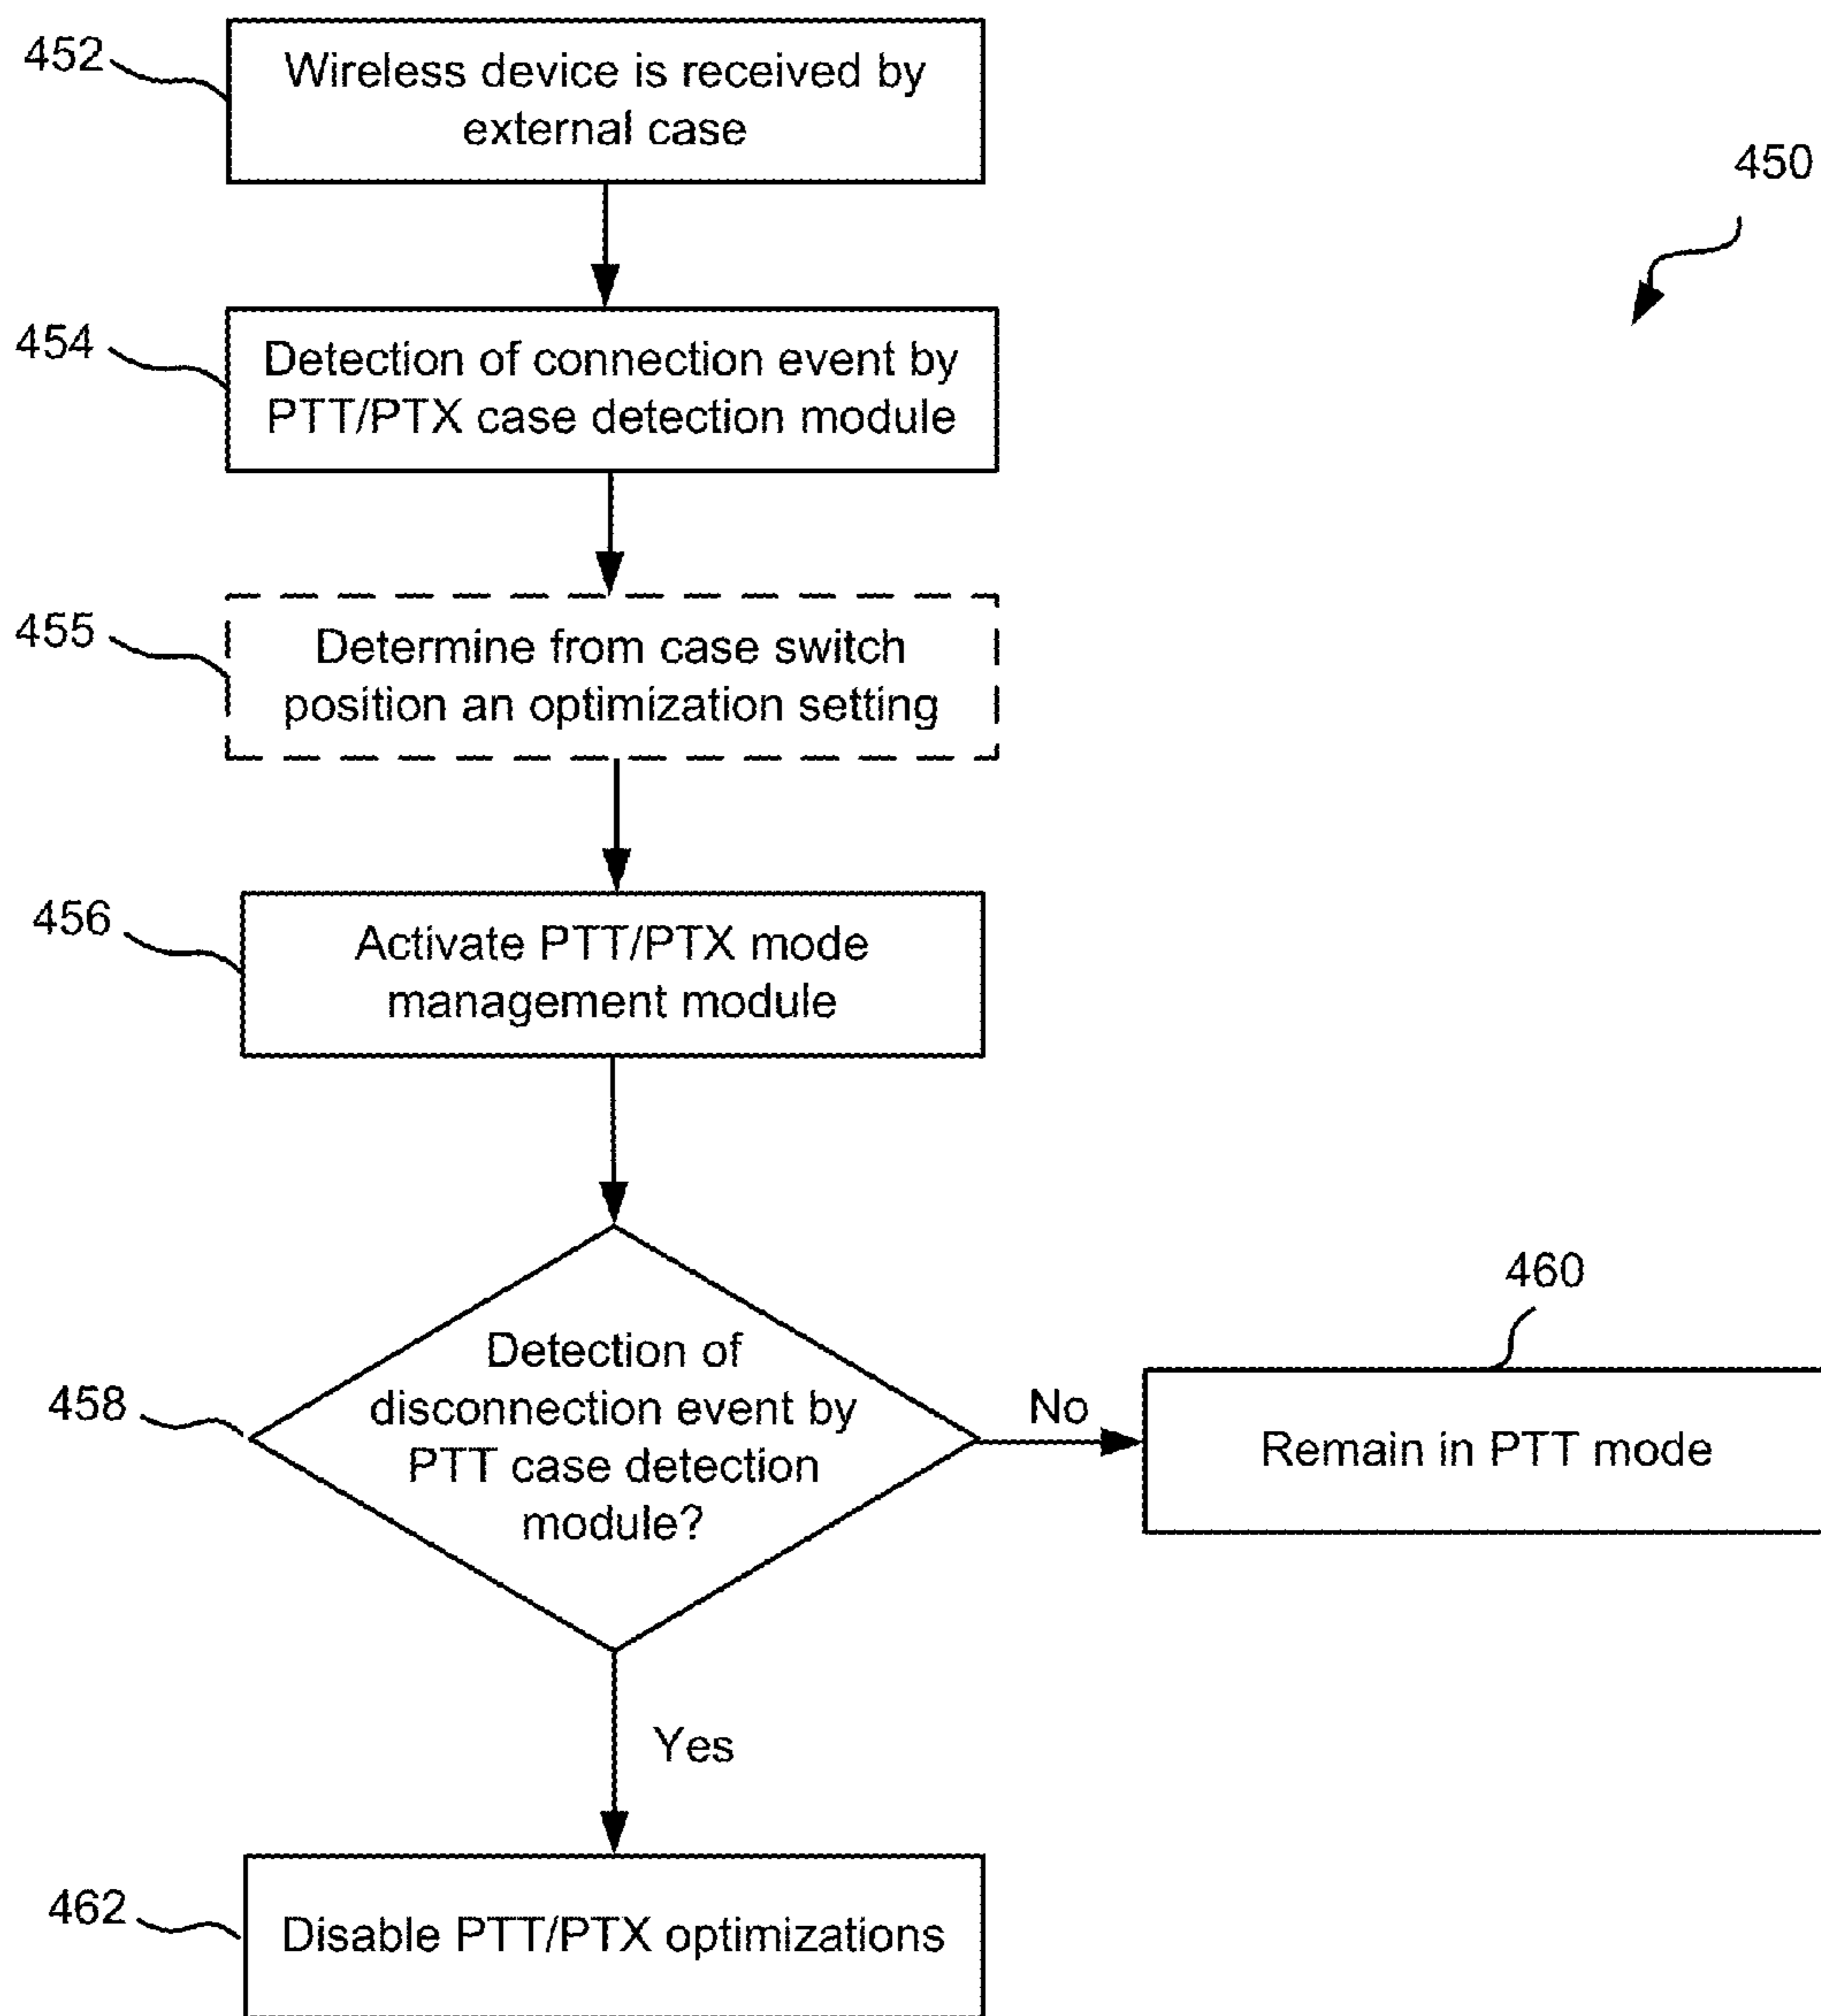 452
Wireless device is received by
external case
450
454
Detection of connection event by
PTT/PTX case detection module
455
Determine from case switch
position an optimization setting
456
Activate PTT/PTX mode
management module
458
Detection of
disconnection event by
PTT case detection
module?
No
460
Remain in PTT mode
Yes
462
Disable PTT/PTX optimizations